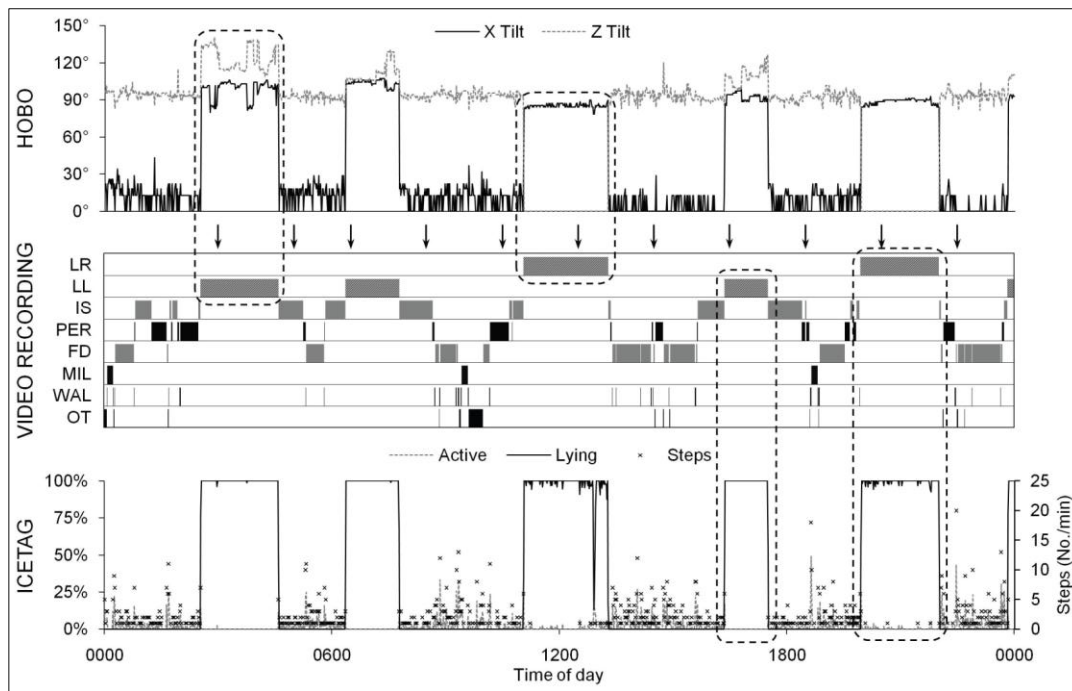 150°
X Tilt Z Tilt
120°
90°
60°
30°
0°
HOBO
LR
LL
IS
PER
FD
MIL
WAL
OT
VIDEO RECORDING
Active Lying Steps
100% 25
75% 20
15
50%
10
25%
5
0% 0
ICETAG
Steps (No./min)
0000 0600 1200 1800 0000
Time of day